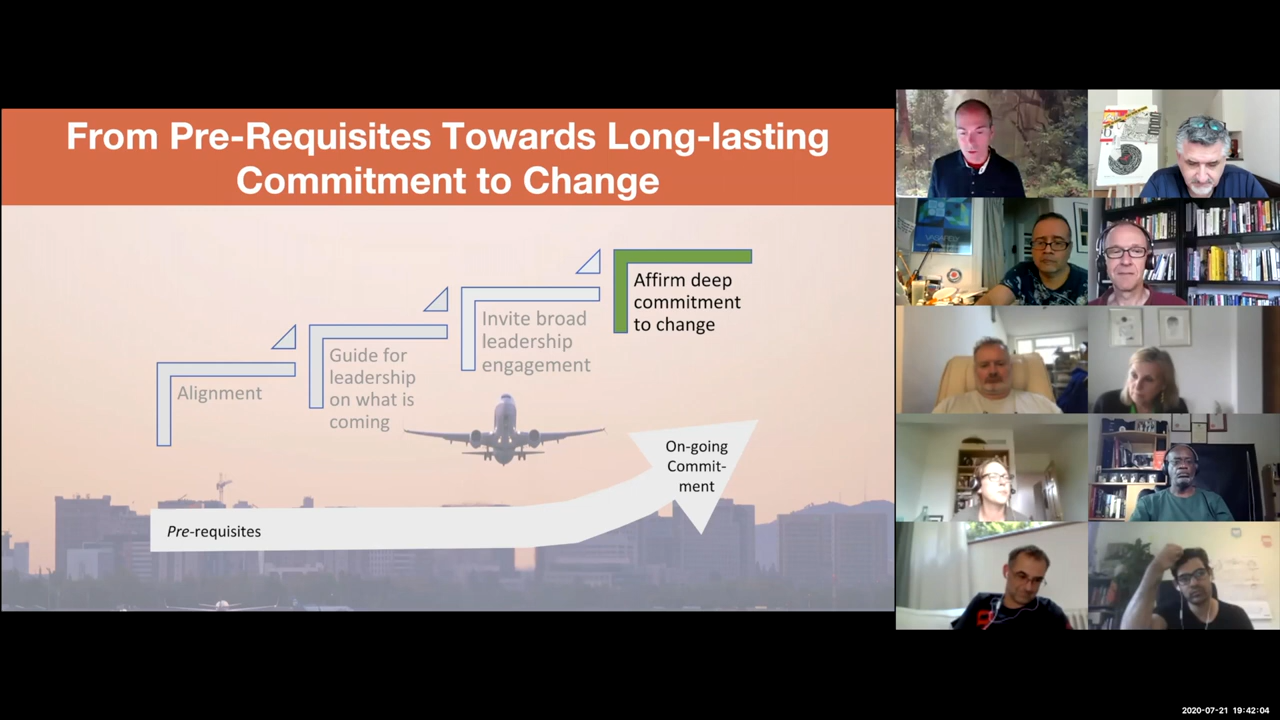 From Pre-Requisites Towards Long-lasting
Commitment to Change
Alignment
Guide for
leadership
on what is
coming
Invite broad
leadership
engagement
Affirm deep
commitment
to change
Pre-requisites
On-going
Commit-
ment
2020-07-21 19:42:04